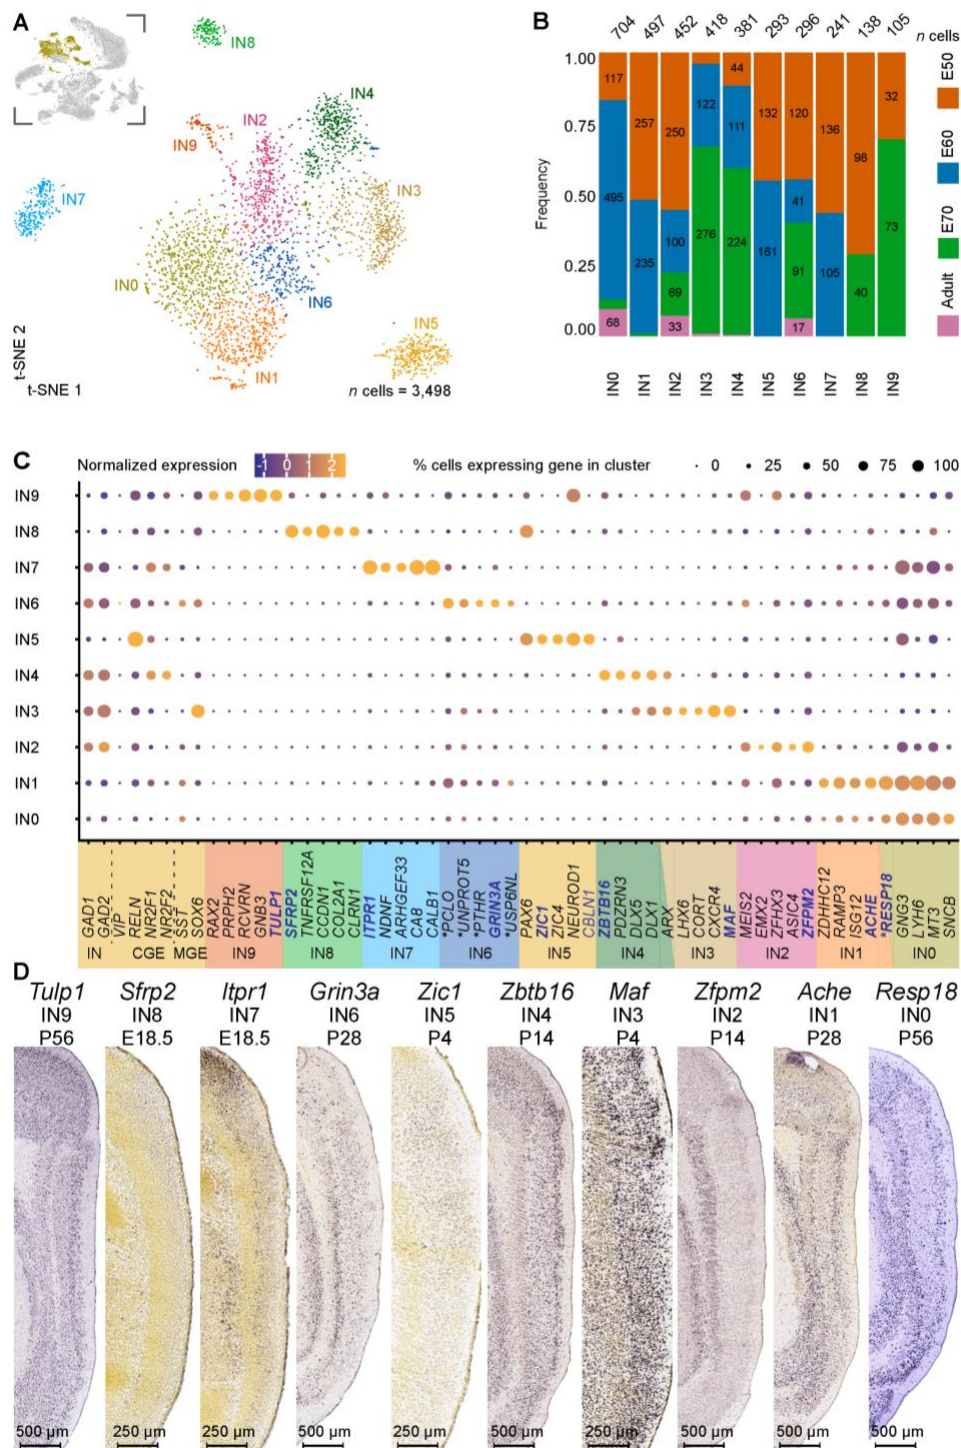 A
IN8
IN4
IN2
IN9
IN3
IN7
IN0
IN6
IN5
IN1
t-SNE 2
t-SNE 1
n cells = 3,498
B
704 497 452 418 381 293 296 241 138 105
n cells
1.00
0.75
0.50
0.25
0.00
Frequency
117 257 250 44 132 120 136 98 32
495 235 100 122 111 161 41 105
69 276 224 91 40 73
68 33 17
IN0 IN1 IN2 IN3 IN4 IN5 IN6 IN7 IN8 IN9
E50
E60
E70
Adult
C
Normalized expression -1 0 1 2
% cells expressing gene in cluster 0 25 50 75 100
IN9
IN8
IN7
IN6
IN5
IN4
IN3
IN2
IN1
IN0
GAD1 GAD2 VIP RELN NR2F1 NR2F2 SST SOX6 RAX2 PRPH2 RCVRN GNB3 TULP1 SFRP2 TNFRSF12A CCDN1 COL2A1 CLRN1 ITPR1 NDNF ARHGEF33 CA8 CALB1 *PCLO *UNPROT5 *PTHR GRIN3A *USP6NL PAX6 ZIC1 ZIC4 NEUROD1 CBLN1 ZBTB16 PDZRN3 DLX5 DLX1 ARX LHX6 CORT CXCR4 MAF MEIS2 EMX2 ZFHX3 ASIC4 ZFPM2 ZDHHC12 RAMP3 ISG12 ACHE *RESP18 GNG3 LYH6 MT3 SNCB
IN CGE MGE IN9 IN8 IN7 IN6 IN5 IN4 IN3 IN2 IN1 IN0
D
Tulp1 Sfrp2 Itpr1 Grin3a Zic1 Zbtb16 Maf Zfpm2 Ache Resp18
IN9 IN8 IN7 IN6 IN5 IN4 IN3 IN2 IN1 IN0
P56 E18.5 E18.5 P28 P4 P14 P4 P14 P28 P56
500 µm 250 µm 250 µm 500 µm 250 µm 500 µm 250 µm 500 µm 500 µm 500 µm